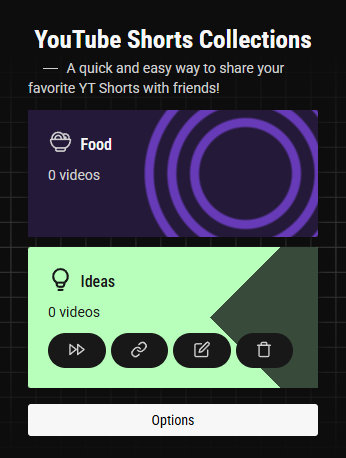 YouTube Shorts Collections
— A quick and easy way to share your
favorite YT Shorts with friends!
Food
0 videos
Ideas
0 videos
Options